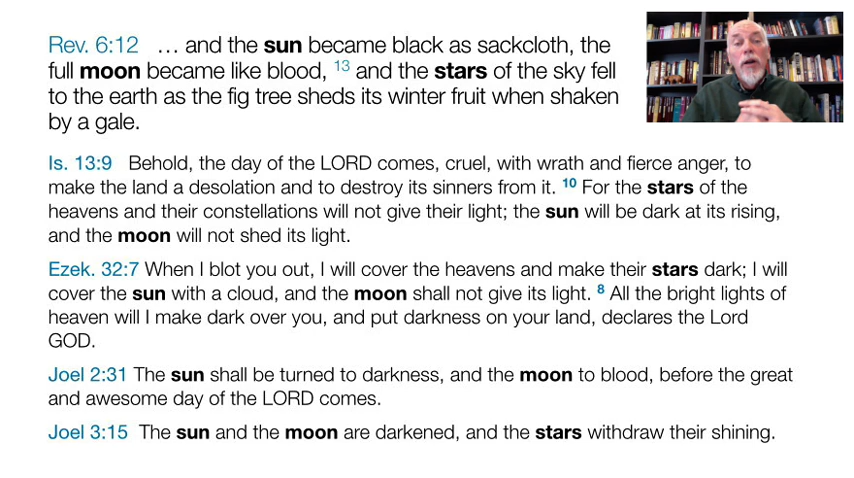 Rev. 6:12 … and the sun became black as sackcloth, the
full moon became like blood, 13 and the stars of the sky fell
to the earth as the fig tree sheds its winter fruit when shaken
by a gale.
Is. 13:9 Behold, the day of the LORD comes, cruel, with wrath and fierce anger, to
make the land a desolation and to destroy its sinners from it. 10 For the stars of the
heavens and their constellations will not give their light; the sun will be dark at its rising,
and the moon will not shed its light.
Ezek. 32:7 When I blot you out, I will cover the heavens and make their stars dark; I will
cover the sun with a cloud, and the moon shall not give its light. 8 All the bright lights of
heaven will I make dark over you, and put darkness on your land, declares the Lord
GOD.
Joel 2:31 The sun shall be turned to darkness, and the moon to blood, before the great
and awesome day of the LORD comes.
Joel 3:15 The sun and the moon are darkened, and the stars withdraw their shining.